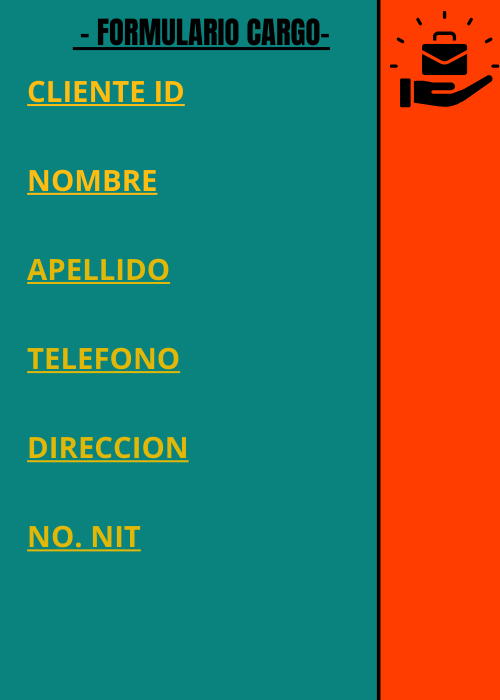 - FORMULARIO CARGO-
CLIENTE ID
NOMBRE
APELLIDO
TELEFONO
DIRECCION
NO. NIT